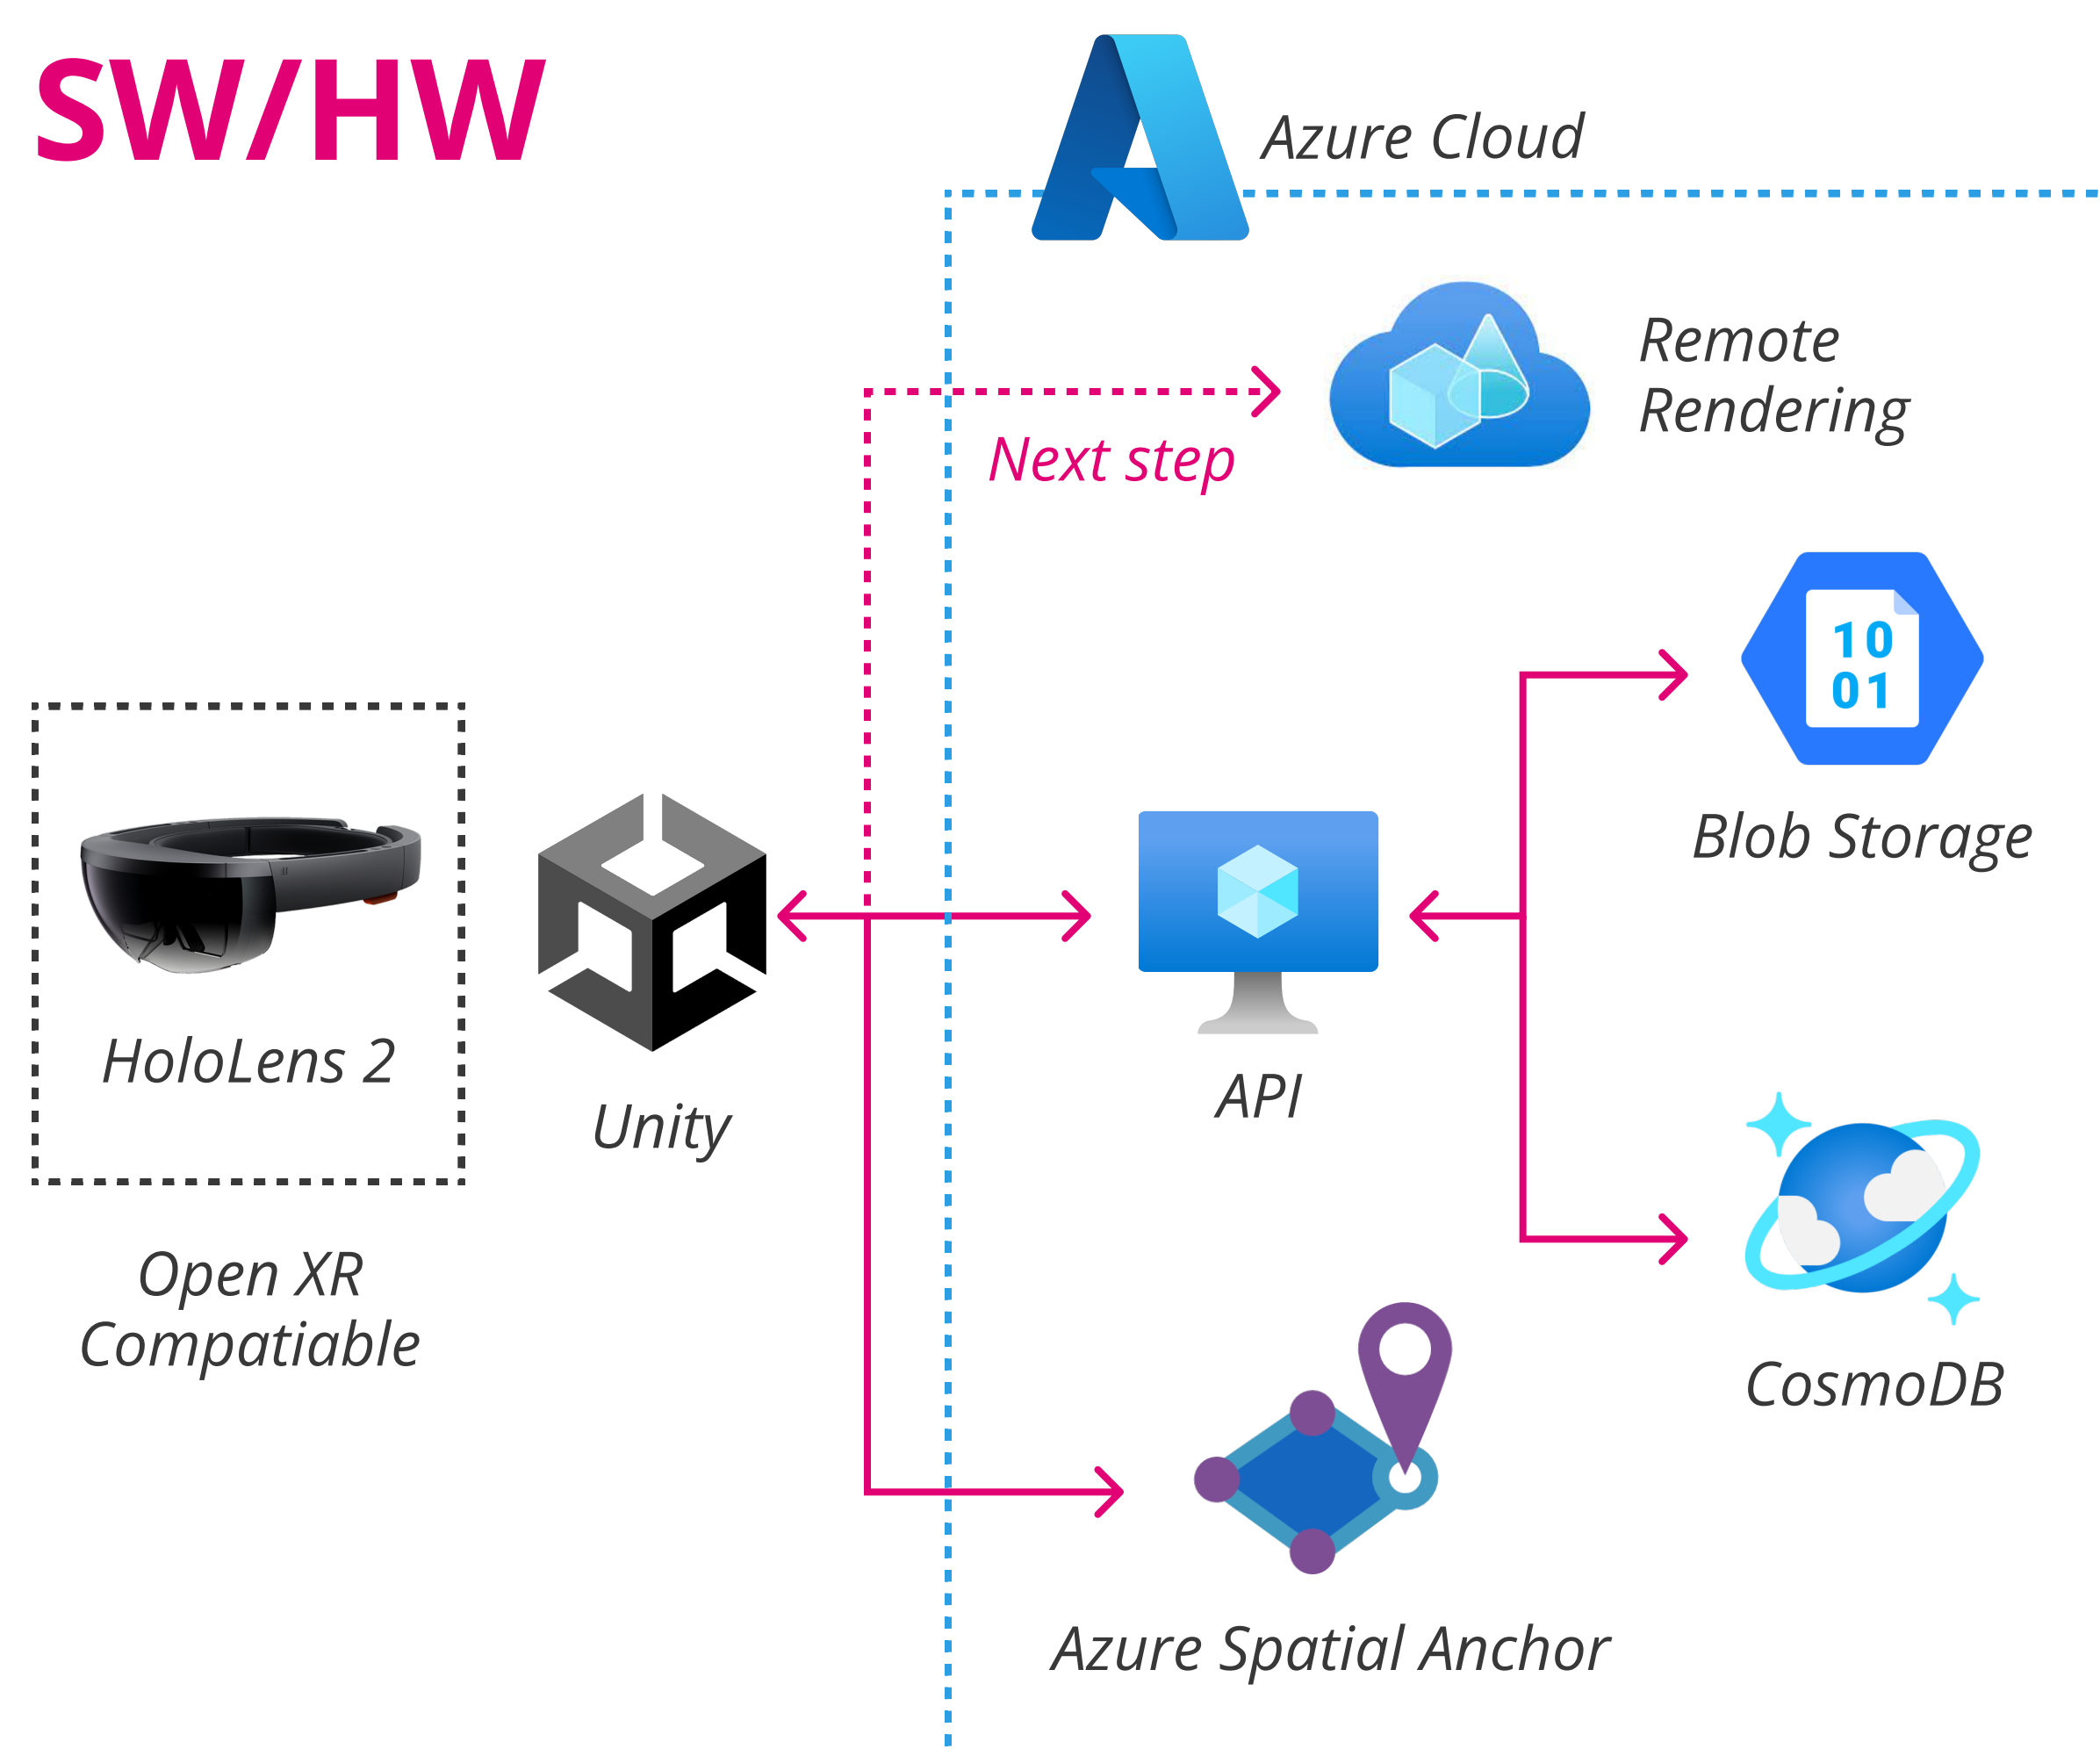 SW/HW
Azure Cloud
Remote
Rendering
Next step
10
01
Blob Storage
HoloLens 2
Unity
API
Open XR
Compatiable
CosmoDB
Azure Spatial Anchor